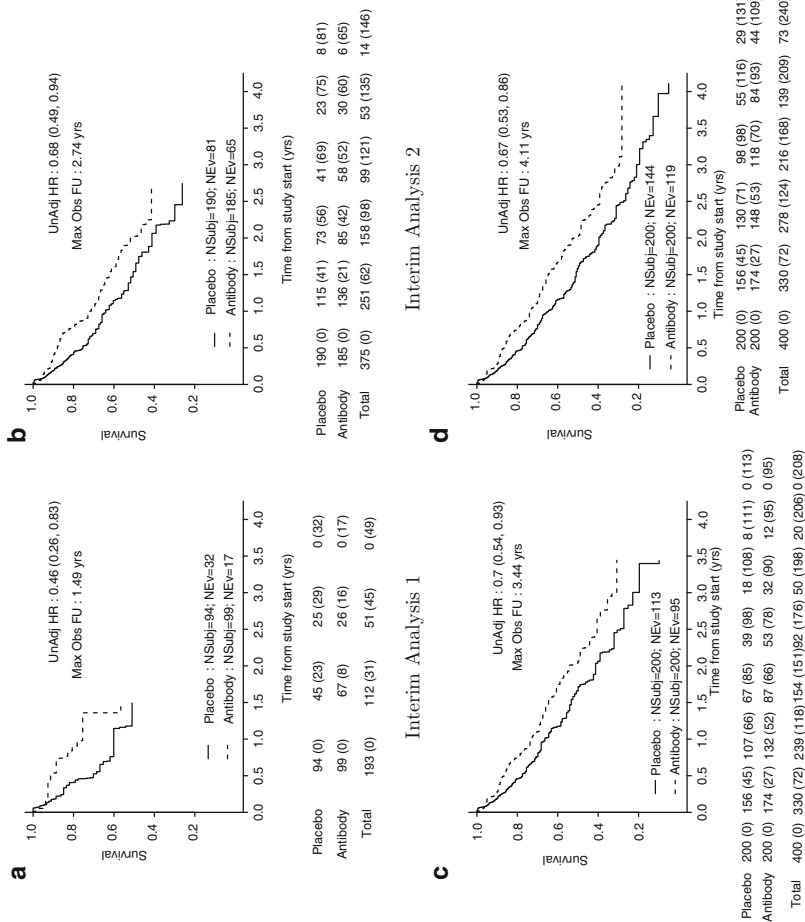 a
UnAdj HR : 0.46 (0.26, 0.83)
Max Obs FU : 1.49 yrs
1.0
0.8
0.6
0.4
0.2
Survival
Placebo : NSubj=94; NEv=32
Antibody : NSubj=99; NEv=17
0.0 0.5 1.0 1.5 2.0 2.5 3.0 3.5 4.0
Time from study start (yrs)
Placebo 94 (0) 45 (23) 25 (29) 0 (32)
Antibody 99 (0) 67 (8) 26 (16) 0 (17)
Total 193 (0) 112 (31) 51 (45) 0 (49)
Interim Analysis 1
b
UnAdj HR : 0.68 (0.49, 0.94)
Max Obs FU : 2.74 yrs
1.0
0.8
0.6
0.4
0.2
Survival
Placebo : NSubj=190; NEv=81
Antibody : NSubj=185; NEv=65
0.0 0.5 1.0 1.5 2.0 2.5 3.0 3.5 4.0
Time from study start (yrs)
Placebo 190 (0) 115 (41) 73 (56) 41 (69) 23 (75) 8 (81)
Antibody 185 (0) 136 (21) 85 (42) 58 (52) 30 (60) 6 (65)
Total 375 (0) 251 (62) 158 (98) 99 (121) 53 (135) 14 (146)
Interim Analysis 2
c
UnAdj HR : 0.7 (0.54, 0.93)
Max Obs FU : 3.44 yrs
1.0
0.8
0.6
0.4
0.2
Survival
Placebo : NSubj=200; NEv=113
Antibody : NSubj=200; NEv=95
0.0 0.5 1.0 1.5 2.0 2.5 3.0 3.5 4.0
Time from study start (yrs)
Placebo 200 (0) 156 (45) 107 (66) 67 (85) 39 (98) 18 (108) 8 (111) 0 (113)
Antibody 200 (0) 174 (27) 132 (52) 87 (66) 53 (78) 32 (90) 12 (95) 0 (95)
Total 400 (0) 330 (72) 239 (118) 154 (151) 92 (176) 50 (198) 20 (206) 0 (208)
d
UnAdj HR : 0.67 (0.53, 0.86)
Max Obs FU : 4.11 yrs
1.0
0.8
0.6
0.4
0.2
Survival
Placebo : NSubj=200; NEv=144
Antibody : NSubj=200; NEv=119
0.0 0.5 1.0 1.5 2.0 2.5 3.0 3.5 4.0
Time from study start (yrs)
Placebo 200 (0) 156 (45) 130 (71) 98 (98) 55 (116) 29 (131)
Antibody 200 (0) 174 (27) 148 (53) 118 (70) 84 (93) 44 (109)
Total 400 (0) 330 (72) 278 (124) 216 (168) 139 (209) 73 (240)